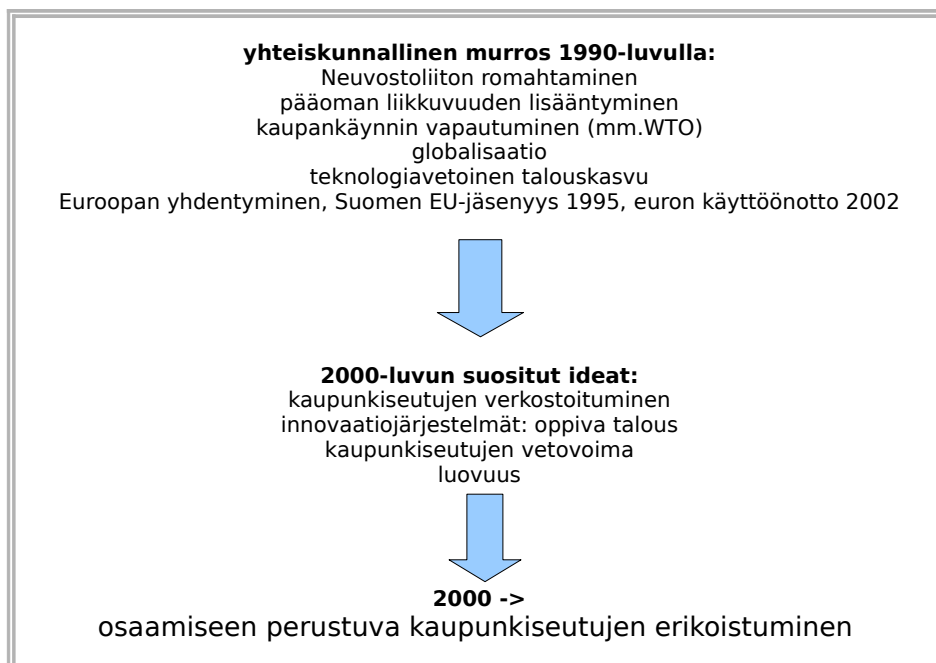 yhteiskunnallinen murros 1990-luvulla:
Neuvostoliiton romahtaminen
pääoman liikkuvuuden lisääntyminen
kaupankäynnin vapautuminen (mm.WTO)
globalisaatio
teknologiavetoinen talouskasvu
Euroopan yhdentyminen, Suomen EU-jäsenyys 1995, euron käyttöönotto 2002
2000-luvun suositut ideat:
kaupunkiseutujen verkostoituminen
innovaatiojärjestelmät: oppiva talous
kaupunkiseutujen vetovoima
luovuus
2000 ->
osaamiseen perustuva kaupunkiseutujen erikoistuminen